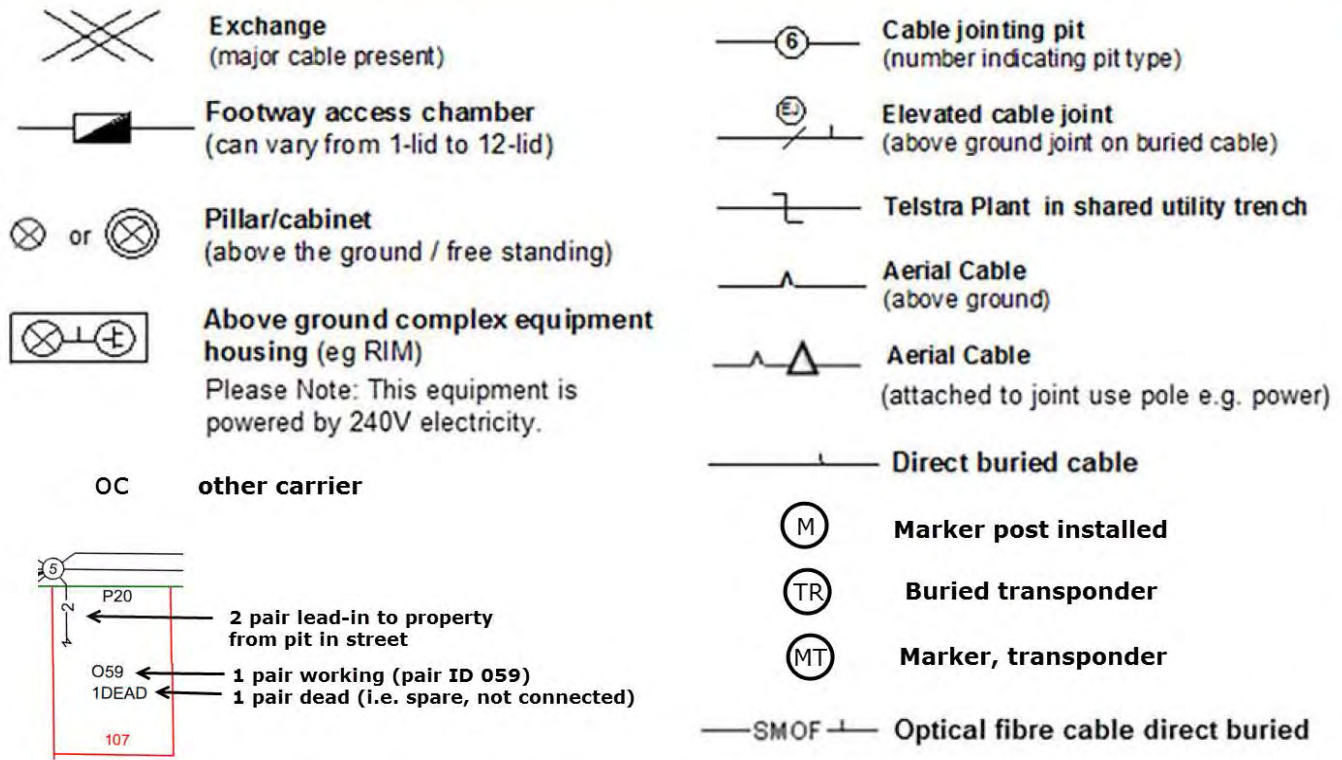 Exchange
(major cable present)
Footway access chamber
(can vary from 1-lid to 12-lid)
or
Pillar/cabinet
(above the ground / free standing)
Above ground complex equipment
housing (eg RIM)
Please Note: This equipment is
powered by 240V electricity.
OC other carrier
5
P20
2
2 pair lead-in to property
from pit in street
O59
1 pair working (pair ID 059)
1DEAD
1 pair dead (i.e. spare, not connected)
107
6
Cable jointing pit
(number indicating pit type)
EJ
Elevated cable joint
(above ground joint on buried cable)
Telstra Plant in shared utility trench
Aerial Cable
(above ground)
Aerial Cable
(attached to joint use pole e.g. power)
Direct buried cable
M Marker post installed
TR Buried transponder
MT Marker, transponder
SMOF Optical fibre cable direct buried